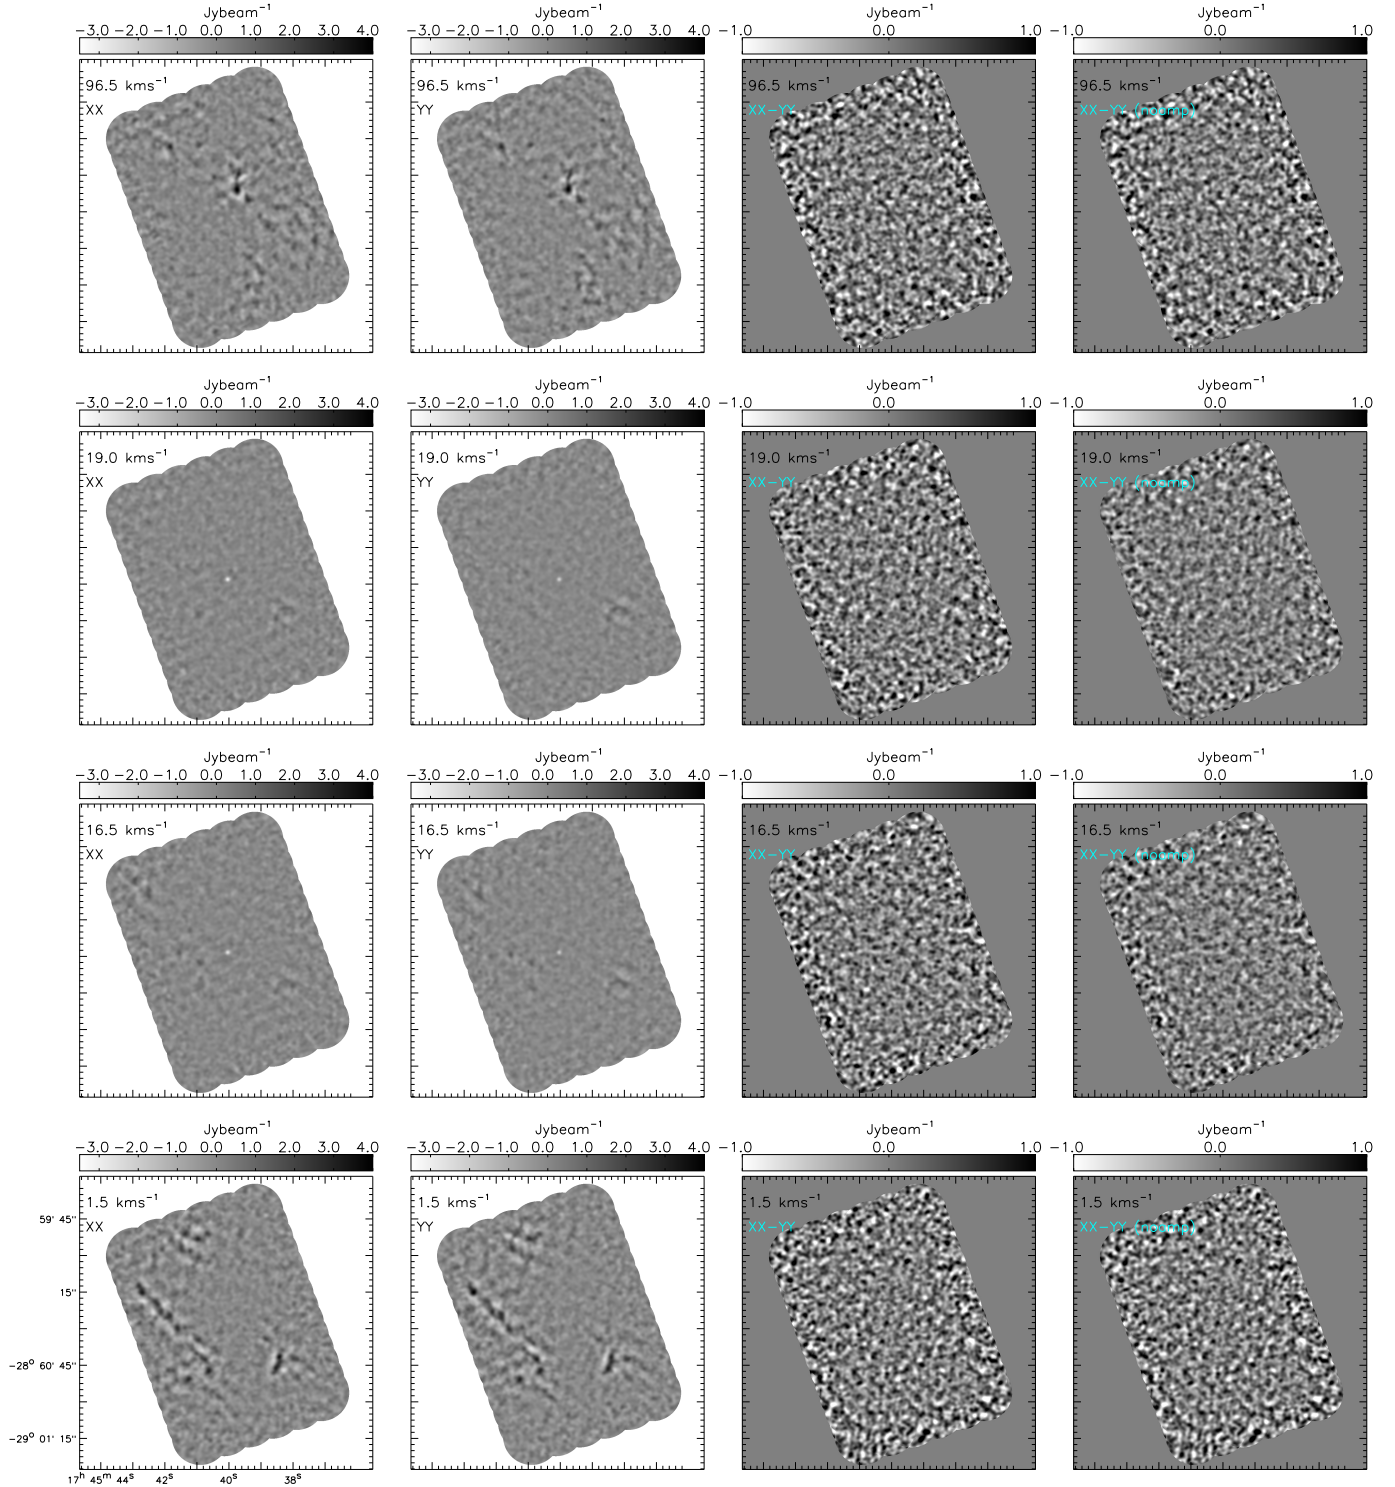 Jybeam⁻¹ Jybeam⁻¹ Jybeam⁻¹ Jybeam⁻¹
−3.0 −2.0 −1.0 0.0 1.0 2.0 3.0 4.0 −3.0 −2.0 −1.0 0.0 1.0 2.0 3.0 4.0 −1.0 0.0 1.0 −1.0 0.0 1.0
96.5 kms⁻¹ 96.5 kms⁻¹ 96.5 kms⁻¹ 96.5 kms⁻¹
XX YY XX−YY XX−YY (noamp)
Jybeam⁻¹ Jybeam⁻¹ Jybeam⁻¹ Jybeam⁻¹
−3.0 −2.0 −1.0 0.0 1.0 2.0 3.0 4.0 −3.0 −2.0 −1.0 0.0 1.0 2.0 3.0 4.0 −1.0 0.0 1.0 −1.0 0.0 1.0
19.0 kms⁻¹ 19.0 kms⁻¹ 19.0 kms⁻¹ 19.0 kms⁻¹
XX YY XX−YY XX−YY (noamp)
Jybeam⁻¹ Jybeam⁻¹ Jybeam⁻¹ Jybeam⁻¹
−3.0 −2.0 −1.0 0.0 1.0 2.0 3.0 4.0 −3.0 −2.0 −1.0 0.0 1.0 2.0 3.0 4.0 −1.0 0.0 1.0 −1.0 0.0 1.0
16.5 kms⁻¹ 16.5 kms⁻¹ 16.5 kms⁻¹ 16.5 kms⁻¹
XX YY XX−YY XX−YY (noamp)
Jybeam⁻¹ Jybeam⁻¹ Jybeam⁻¹ Jybeam⁻¹
−3.0 −2.0 −1.0 0.0 1.0 2.0 3.0 4.0 −3.0 −2.0 −1.0 0.0 1.0 2.0 3.0 4.0 −1.0 0.0 1.0 −1.0 0.0 1.0
1.5 kms⁻¹ 1.5 kms⁻¹ 1.5 kms⁻¹ 1.5 kms⁻¹
59' 45"
XX YY XX−YY XX−YY (noamp)
15"
−28° 60' 45"
−29° 01' 15"
17ʰ 45ᵐ 44ˢ 42ˢ 40ˢ 38ˢ